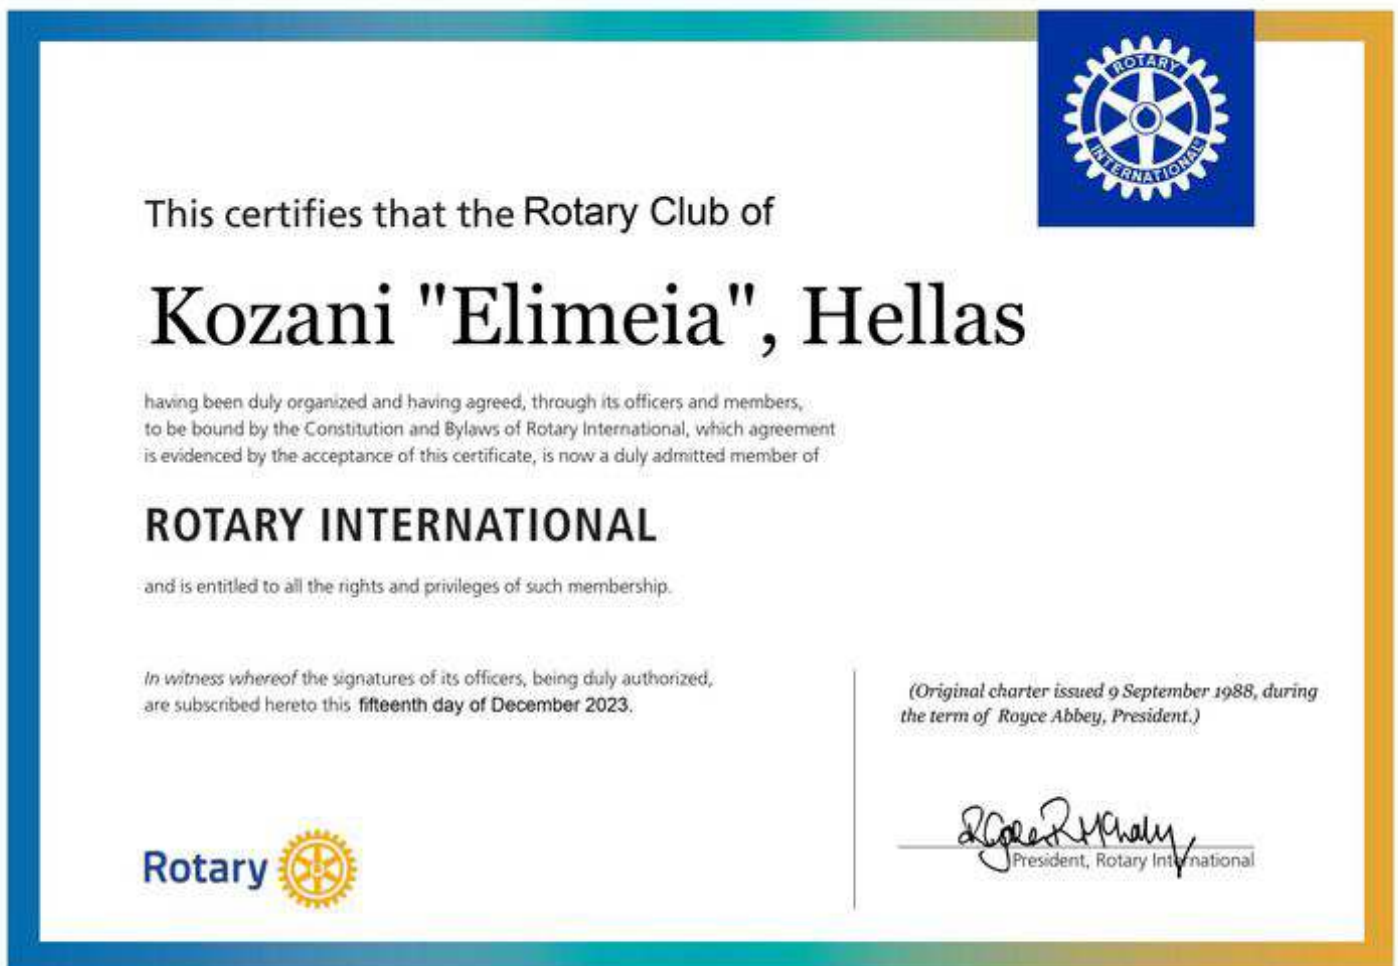 ROTARY
INTERNATIONAL
This certifies that the Rotary Club of
Kozani "Elimeia", Hellas
having been duly organized and having agreed, through its officers and members,
to be bound by the Constitution and Bylaws of Rotary International, which agreement
is evidenced by the acceptance of this certificate, is now a duly admitted member of
ROTARY INTERNATIONAL
and is entitled to all the rights and privileges of such membership.
In witness whereof the signatures of its officers, being duly authorized,
are subscribed hereto this fifteenth day of December 2023.
(Original charter issued 9 September 1988, during
the term of Royce Abbey, President.)
President, Rotary International
Rotary